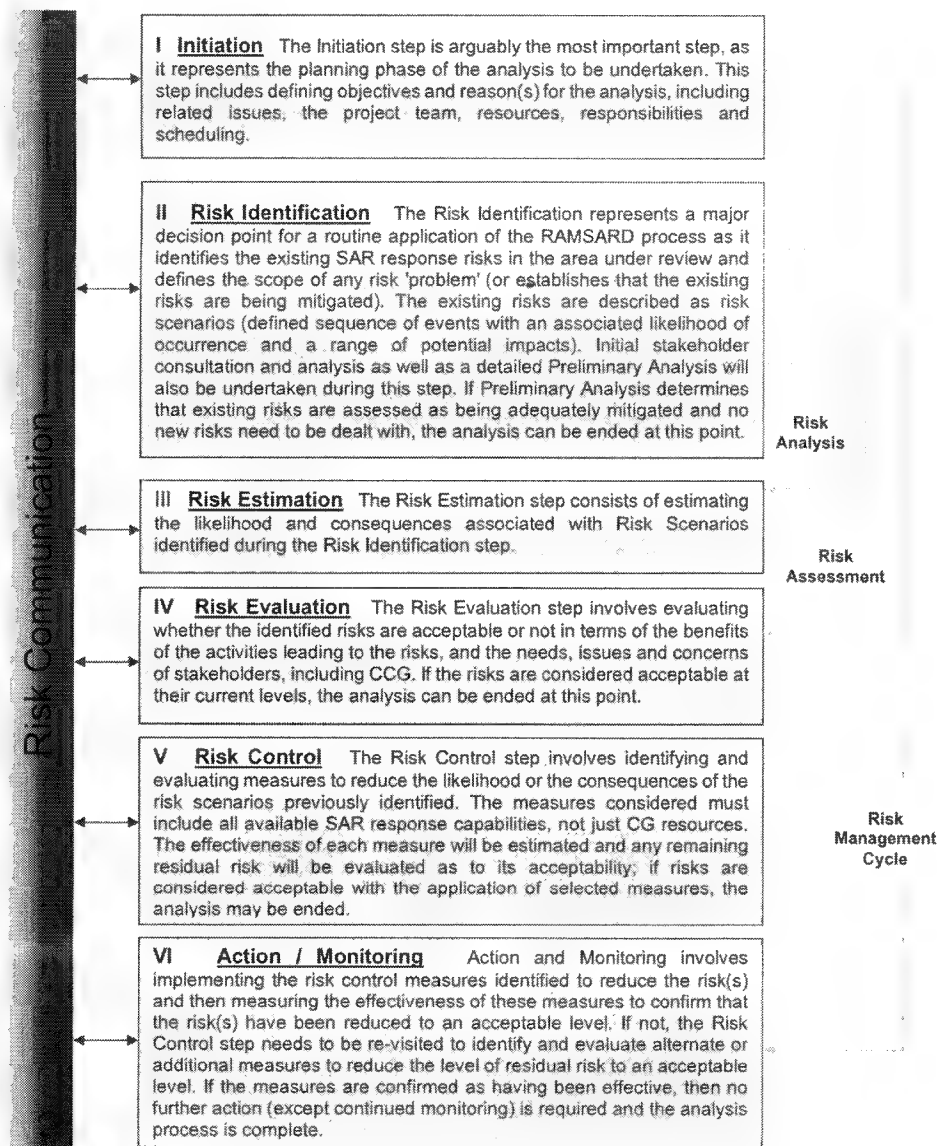 Risk Communication
I Initiation The Initiation step is arguably the most important step, as
it represents the planning phase of the analysis to be undertaken. This
step includes defining objectives and reason(s) for the analysis, including
related issues, the project team, resources, responsibilities and
scheduling.
II Risk Identification The Risk Identification represents a major
decision point for a routine application of the RAMSARD process as it
identifies the existing SAR response risks in the area under review and
defines the scope of any risk 'problem' (or establishes that the existing
risks are being mitigated). The existing risks are described as risk
scenarios (defined sequence of events with an associated likelihood of
occurrence and a range of potential impacts). Initial stakeholder
consultation and analysis as well as a detailed Preliminary Analysis will
also be undertaken during this step. If Preliminary Analysis determines
that existing risks are assessed as being adequately mitigated and no
new risks need to be dealt with, the analysis can be ended at this point.
Risk
Analysis
III Risk Estimation The Risk Estimation step consists of estimating
the likelihood and consequences associated with Risk Scenarios
identified during the Risk Identification step.
Risk
Assessment
IV Risk Evaluation The Risk Evaluation step involves evaluating
whether the identified risks are acceptable or not in terms of the benefits
of the activities leading to the risks, and the needs, issues and concerns
of stakeholders, including CCG. If the risks are considered acceptable at
their current levels, the analysis can be ended at this point.
V Risk Control The Risk Control step involves identifying and
evaluating measures to reduce the likelihood or the consequences of the
risk scenarios previously identified. The measures considered must
include all available SAR response capabilities, not just CG resources.
The effectiveness of each measure will be estimated and any remaining
residual risk will be evaluated as to its acceptability; if risks are
considered acceptable with the application of selected measures, the
analysis may be ended.
Risk
Management
Cycle
VI Action / Monitoring Action and Monitoring involves
implementing the risk control measures identified to reduce the risk(s)
and then measuring the effectiveness of these measures to confirm that
the risk(s) have been reduced to an acceptable level. If not, the Risk
Control step needs to be re-visited to identify and evaluate alternate or
additional measures to reduce the level of residual risk to an acceptable
level. If the measures are confirmed as having been effective, then no
further action (except continued monitoring) is required and the analysis
process is complete.